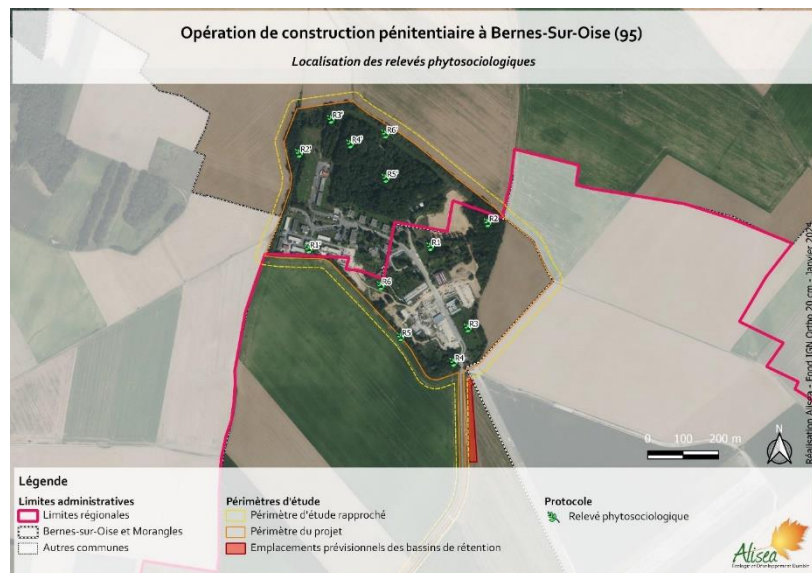 Opération de construction pénitentiaire à Bernes-Sur-Oise (95)
Localisation des relevés phytosociologiques
R3'
R6'
R4'
R2'
R5'
R2
R1'
R1
R6
R3
R5
R4
0 100 200 m
N
Réalisation Alisea - Fond IGN Ortho 20 cm - Janvier 2024
Légende
Limites administratives
Limites régionales
Bernes-sur-Oise et Morangles
Autres communes
Périmètres d'étude
Périmètre d'étude rapproché
Périmètre du projet
Emplacements prévisionnels des bassins de rétention
Protocole
Relevé phytosociologique
Alisea